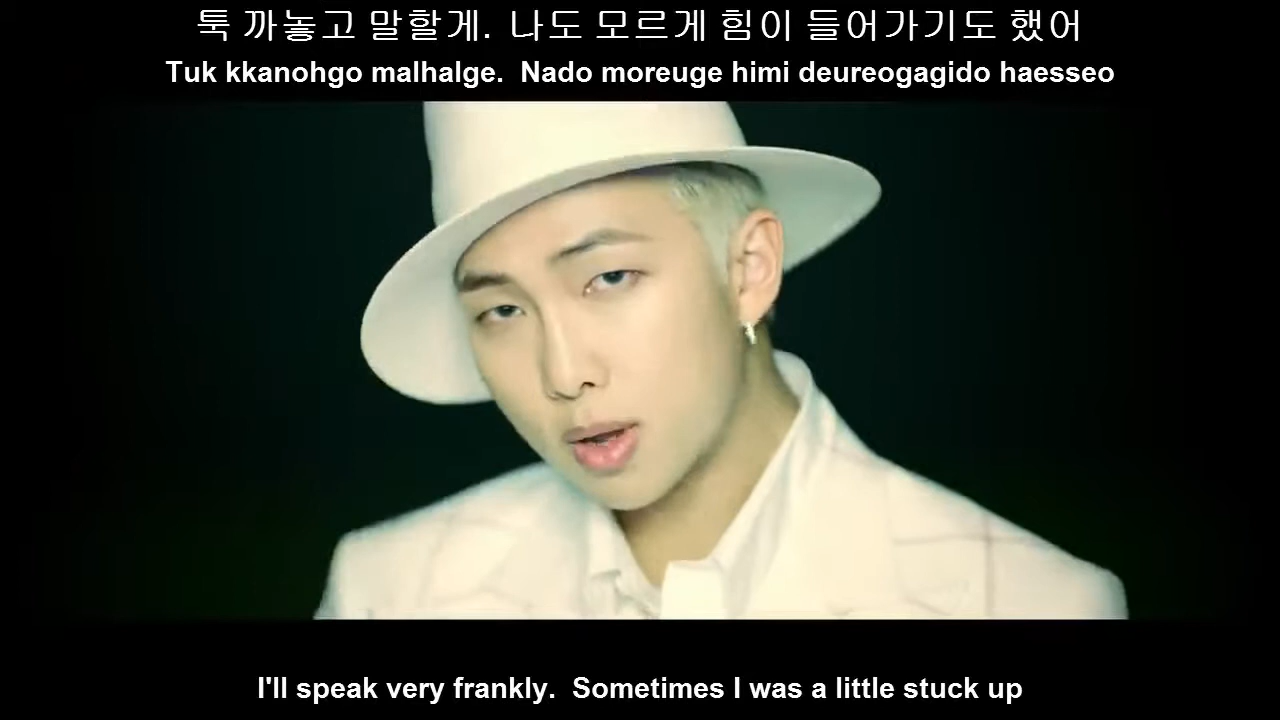 툭 까놓고 말할게. 나도 모르게 힘이 들어가기도 했어
Tuk kkanohgo malhalge. Nado moreuge himi deureogagido haesseo
I'll speak very frankly. Sometimes I was a little stuck up